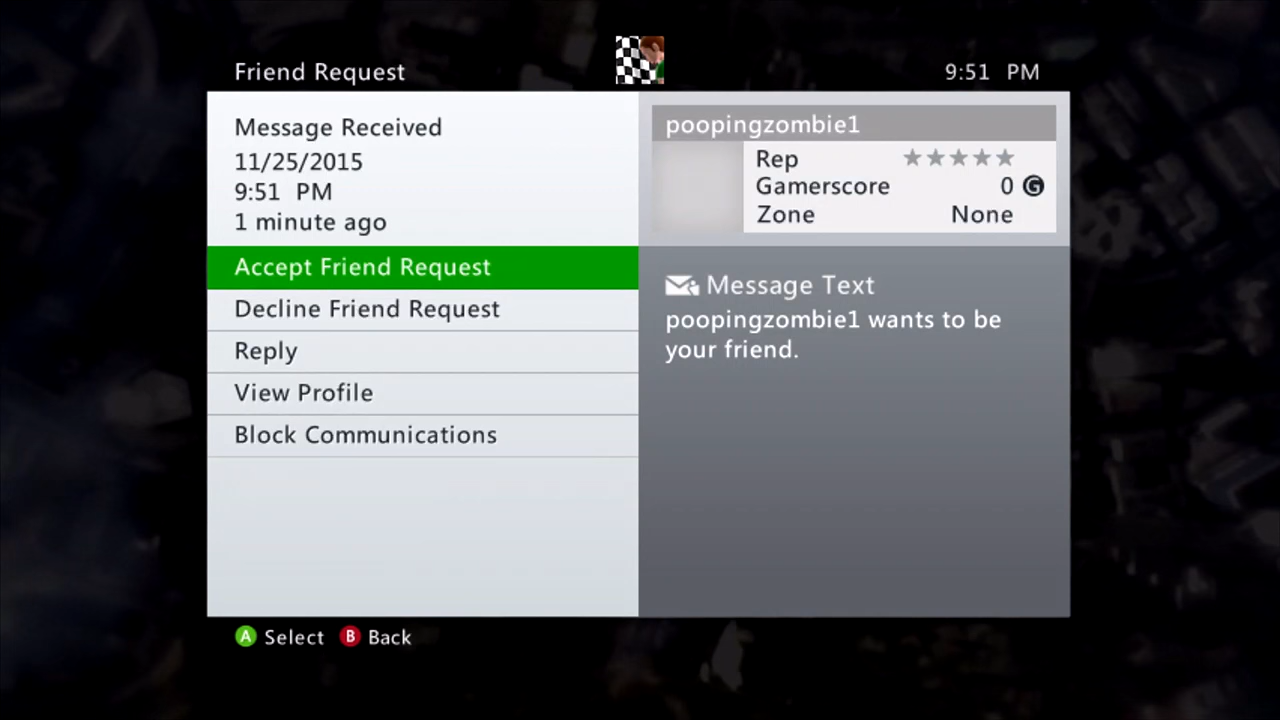 Friend Request
9:51 PM
Message Received
11/25/2015
9:51 PM
1 minute ago
Accept Friend Request
Decline Friend Request
Reply
View Profile
Block Communications
poopingzombie1
Rep
Gamerscore 0 G
Zone None
Message Text
poopingzombie1 wants to be
your friend.
A Select B Back